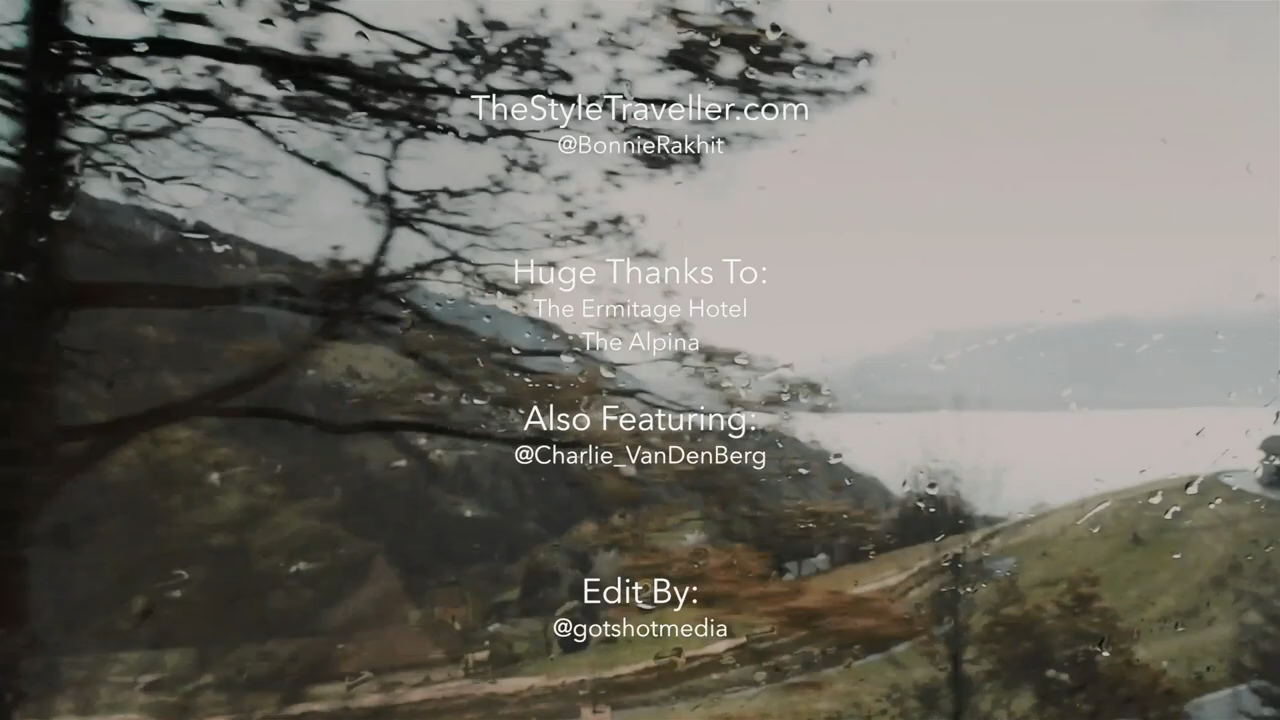 TheStyleTraveller.com
@BonnieRakhit
Huge Thanks To:
The Ermitage Hotel
The Alpina
Also Featuring:
@Charlie_VanDenBerg
Edit By:
@gotshotmedia